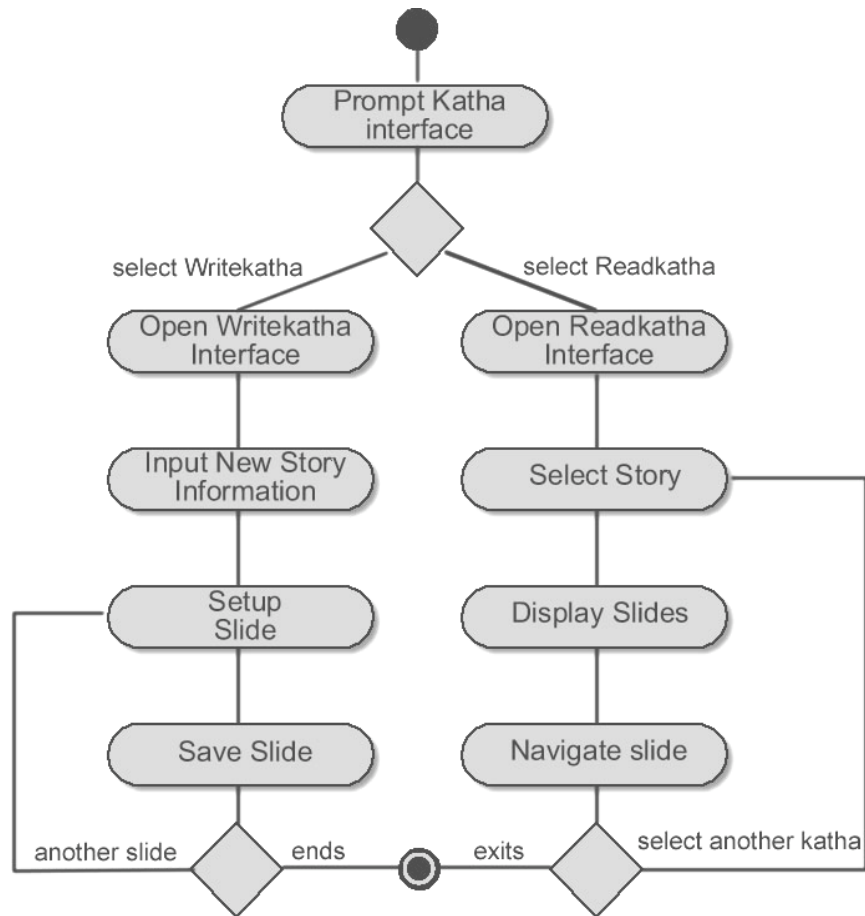 Prompt Katha
interface
select Writekatha
select Readkatha
Open Writekatha
Interface
Open Readkatha
Interface
Input New Story
Information
Select Story
Setup
Slide
Display Slides
Save Slide
Navigate slide
another slide
ends
exits
select another katha